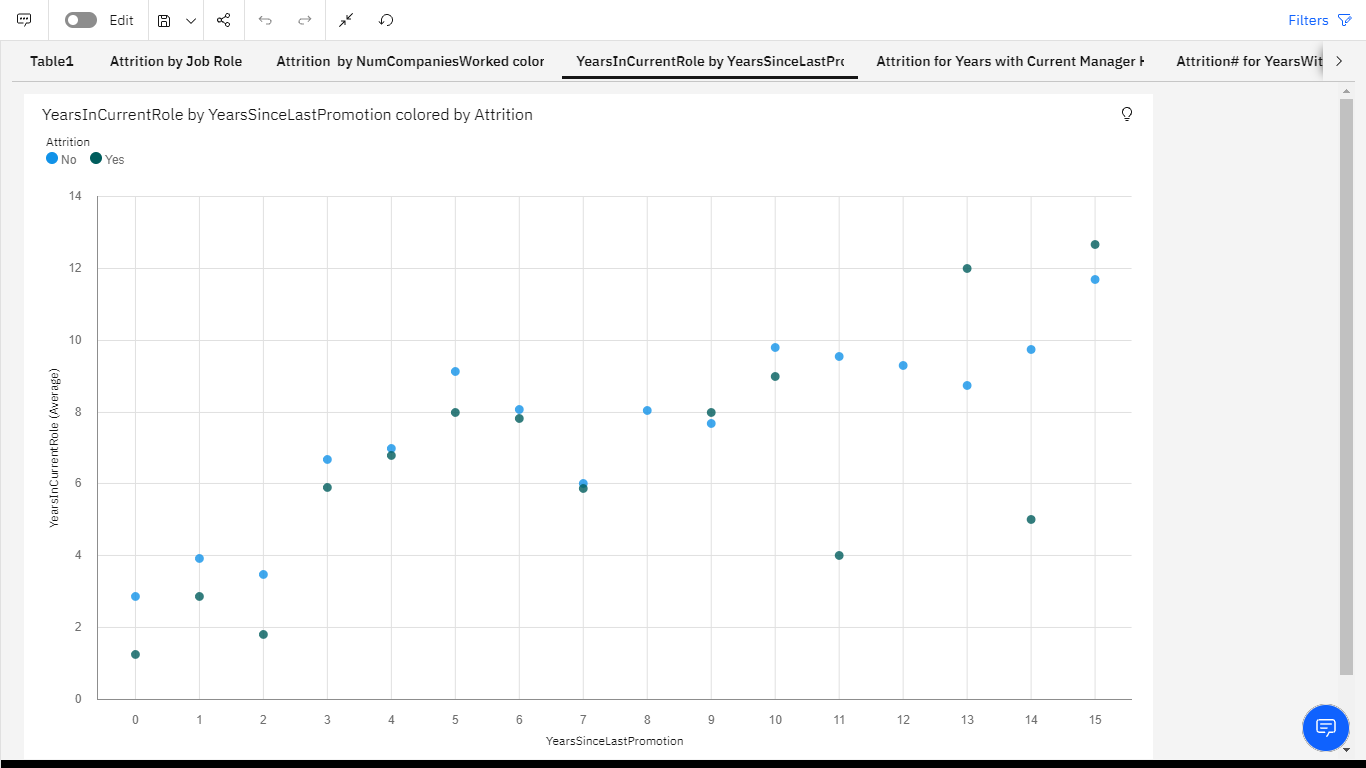 Edit
Filters
Table1
Attrition by Job Role
Attrition by NumCompaniesWorked color
YearsInCurrentRole by YearsSinceLastPro
Attrition for Years with Current Manager
Attrition# for YearsWit
YearsInCurrentRole by YearsSinceLastPromotion colored by Attrition
Attrition
No Yes
14
12
10
8
6
4
2
0
YearsInCurrentRole (Average)
0 1 2 3 4 5 6 7 8 9 10 11 12 13 14 15
YearsSinceLastPromotion